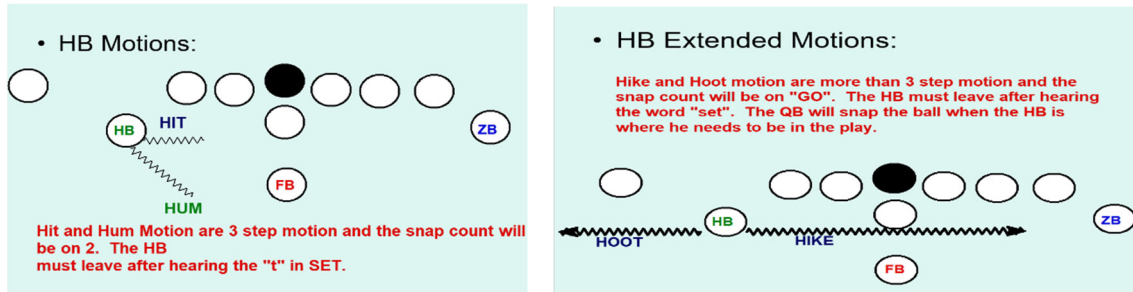 • HB Motions:
HIT
HB
ZB
FB
HUM
Hit and Hum Motion are 3 step motion and the snap count will
be on 2. The HB
must leave after hearing the "t" in SET.
• HB Extended Motions:
Hike and Hoot motion are more than 3 step motion and the
snap count will be on "GO". The HB must leave after hearing
the word "set". The QB will snap the ball when the HB is
where he needs to be in the play.
HB
ZB
HOOT
HIKE
FB